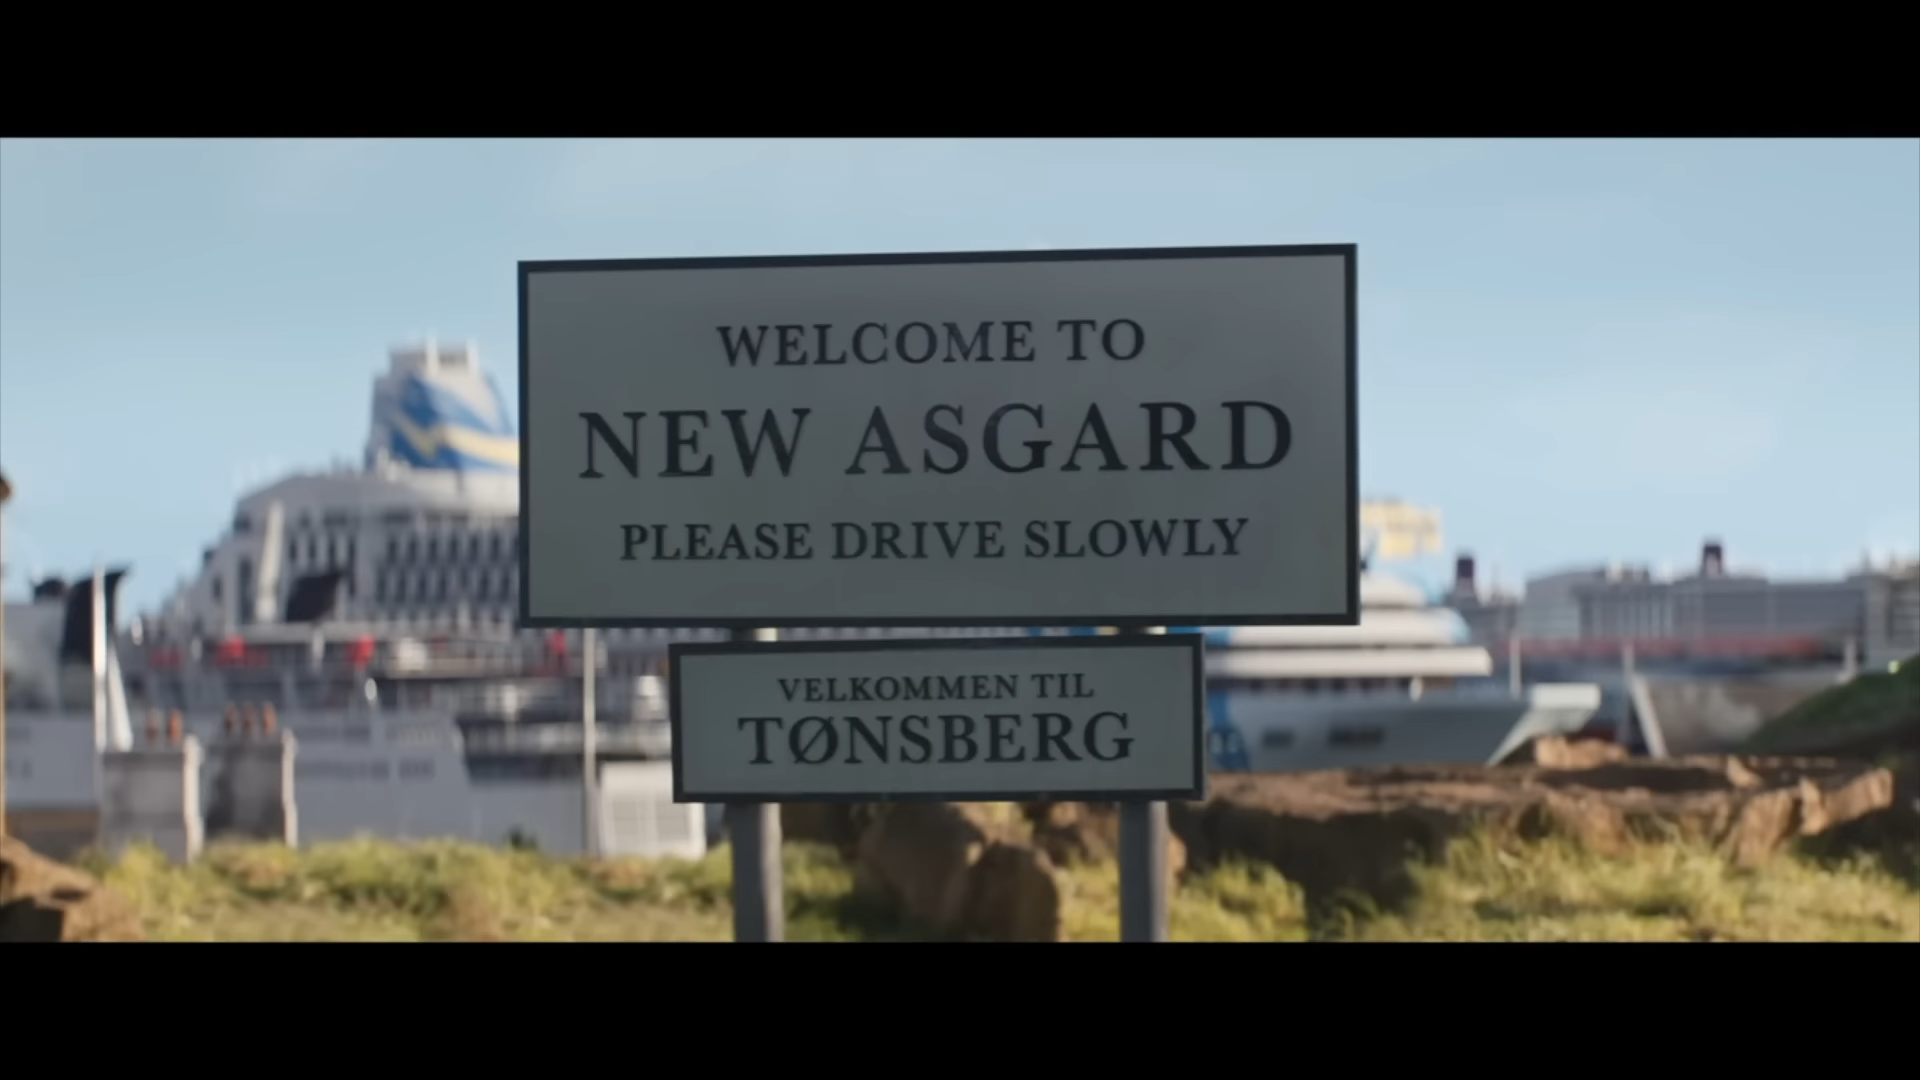 WELCOME TO
NEW ASGARD
PLEASE DRIVE SLOWLY
VELKOMMEN TIL
TØNSBERG